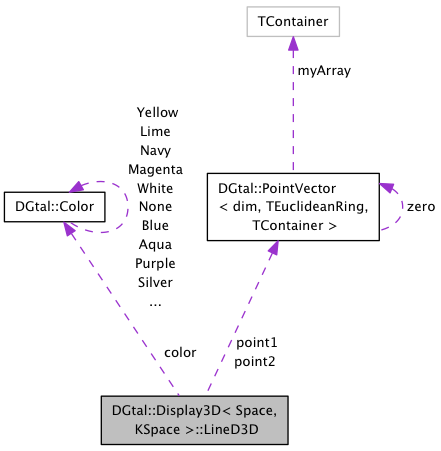 TContainer
myArray
Yellow
Lime
Navy
Magenta
White
None
Blue
Aqua
Purple
Silver
...
DGtal::Color
DGtal::PointVector
< dim, TEuclideanRing,
TContainer >
zero
color
point1
point2
DGtal::Display3D< Space,
KSpace >::LineD3D